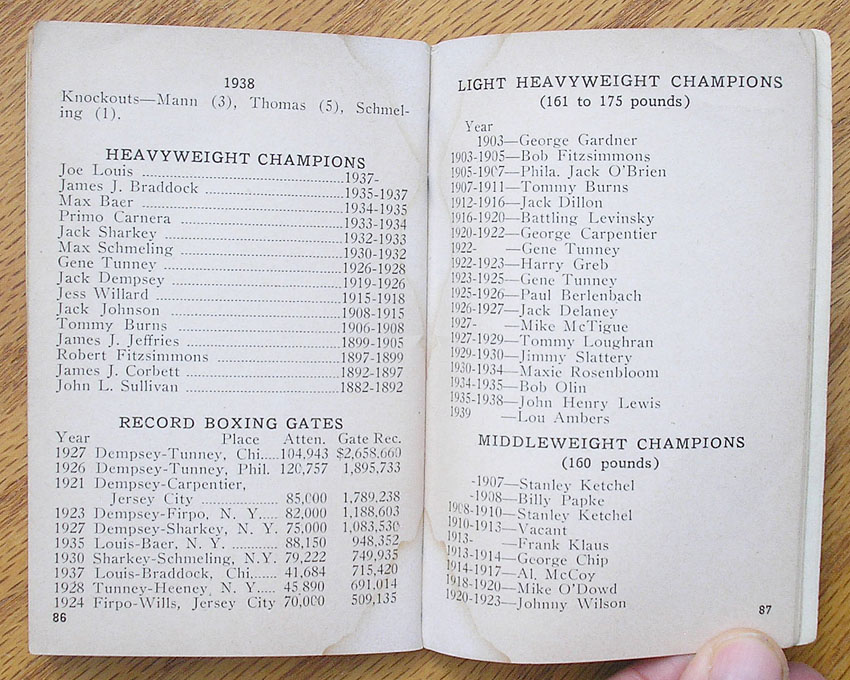 1938
Knockouts—Mann (3), Thomas (5), Schmel-
ing (1).
HEAVYWEIGHT CHAMPIONS
Joe Louis ........ 1937-
James J. Braddock ........ 1935-1937
Max Baer ........ 1934-1935
Primo Carnera ........ 1933-1934
Jack Sharkey ........ 1932-1933
Max Schmeling ........ 1930-1932
Gene Tunney ........ 1926-1928
Jack Dempsey ........ 1919-1926
Jess Willard ........ 1915-1918
Jack Johnson ........ 1908-1915
Tommy Burns ........ 1906-1908
James J. Jeffries ........ 1899-1905
Robert Fitzsimmons ........ 1897-1899
James J. Corbett ........ 1892-1897
John L. Sullivan ........ 1882-1892
RECORD BOXING GATES
Year Place Atten. Gate Rec.
1927 Dempsey-Tunney, Chi.....104,943 $2,658,660
1926 Dempsey-Tunney, Phil. 120,757 1,895,733
1921 Dempsey-Carpentier,
Jersey City ........ 85,000 1,789,238
1923 Dempsey-Firpo, N. Y..... 82,000 1,188,603
1927 Dempsey-Sharkey, N. Y. 75,000 1,083,530
1935 Louis-Baer, N. Y. ........ 88,150 948,352
1930 Sharkey-Schmeling, N.Y. 79,222 749,935
1937 Louis-Braddock, Chi...... 41,684 715,420
1928 Tunney-Heeney, N. Y..... 45,890 691,014
1924 Firpo-Wills, Jersey City 70,000 509,135
86
LIGHT HEAVYWEIGHT CHAMPIONS
(161 to 175 pounds)
Year
1903—George Gardner
1903-1905—Bob Fitzsimmons
1905-1907—Phila. Jack O'Brien
1907-1911—Tommy Burns
1912-1916—Jack Dillon
1916-1920—Battling Levinsky
1920-1922—George Carpentier
1922- —Gene Tunney
1922-1923—Harry Greb
1923-1925—Gene Tunney
1925-1926—Paul Berlenbach
1926-1927—Jack Delaney
1927- —Mike McTigue
1927-1929—Tommy Loughran
1929-1930—Jimmy Slattery
1930-1934—Maxie Rosenbloom
1934-1935—Bob Olin
1935-1938—John Henry Lewis
1939 —Lou Ambers
MIDDLEWEIGHT CHAMPIONS
(160 pounds)
-1907—Stanley Ketchel
-1908—Billy Papke
1908-1910—Stanley Ketchel
1910-1913—Vacant
1913- —Frank Klaus
1913-1914—George Chip
1914-1917—Al. McCoy
1918-1920—Mike O'Dowd
1920-1923—Johnny Wilson
87